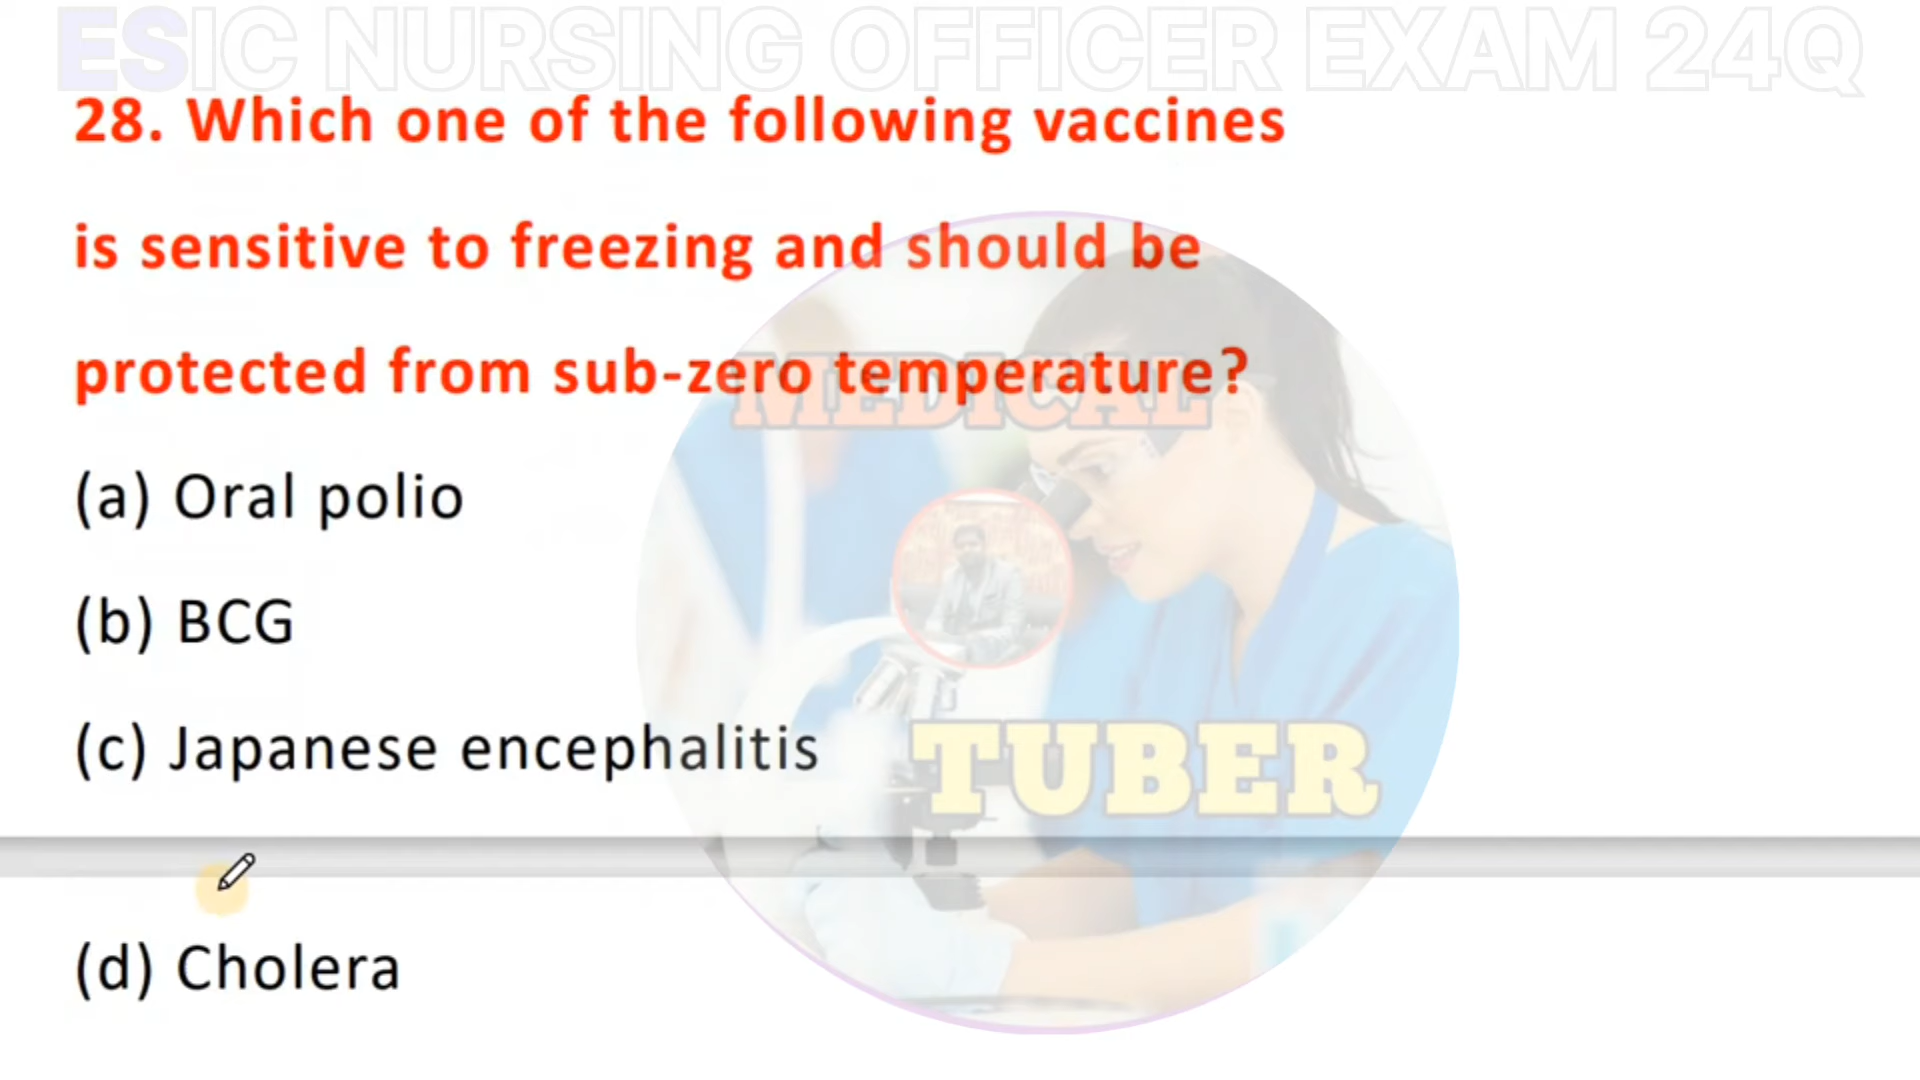 ESIC NURSING OFFICER EXAM 24Q
28. Which one of the following vaccines
is sensitive to freezing and should be
protected from sub-zero temperature?
MEDICAL
(a) Oral polio
(b) BCG
(c) Japanese encephalitis
TUBER
(d) Cholera